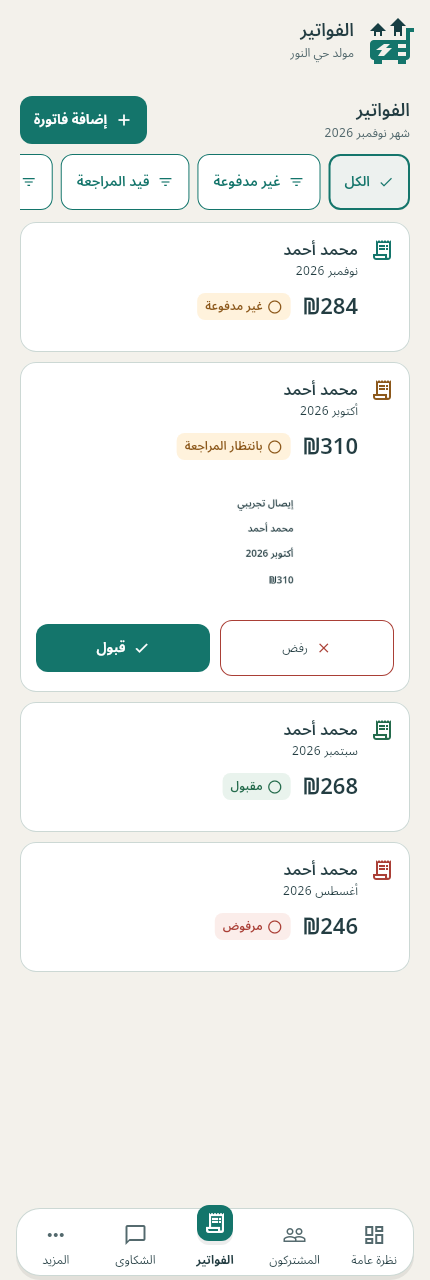 الفواتير
مولد حي النور
الفواتير
شهر نوفمبر 2026
إضافة فاتورة
الكل
غير مدفوعة
قيد المراجعة
محمد أحمد
نوفمبر 2026
₪284
غير مدفوعة
محمد أحمد
أكتوبر 2026
₪310
بانتظار المراجعة
إيصال تجريبي
محمد أحمد
أكتوبر 2026
₪310
رفض
قبول
محمد أحمد
سبتمبر 2026
₪268
مقبول
محمد أحمد
أغسطس 2026
₪246
مرفوض
نظرة عامة
المشتركون
الفواتير
الشكاوى
المزيد